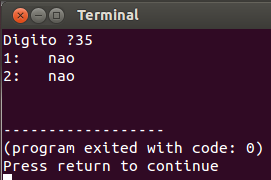 Terminal
Digito ?35
1:   nao
2:   nao
------------------
(program exited with code: 0)
Press return to continue